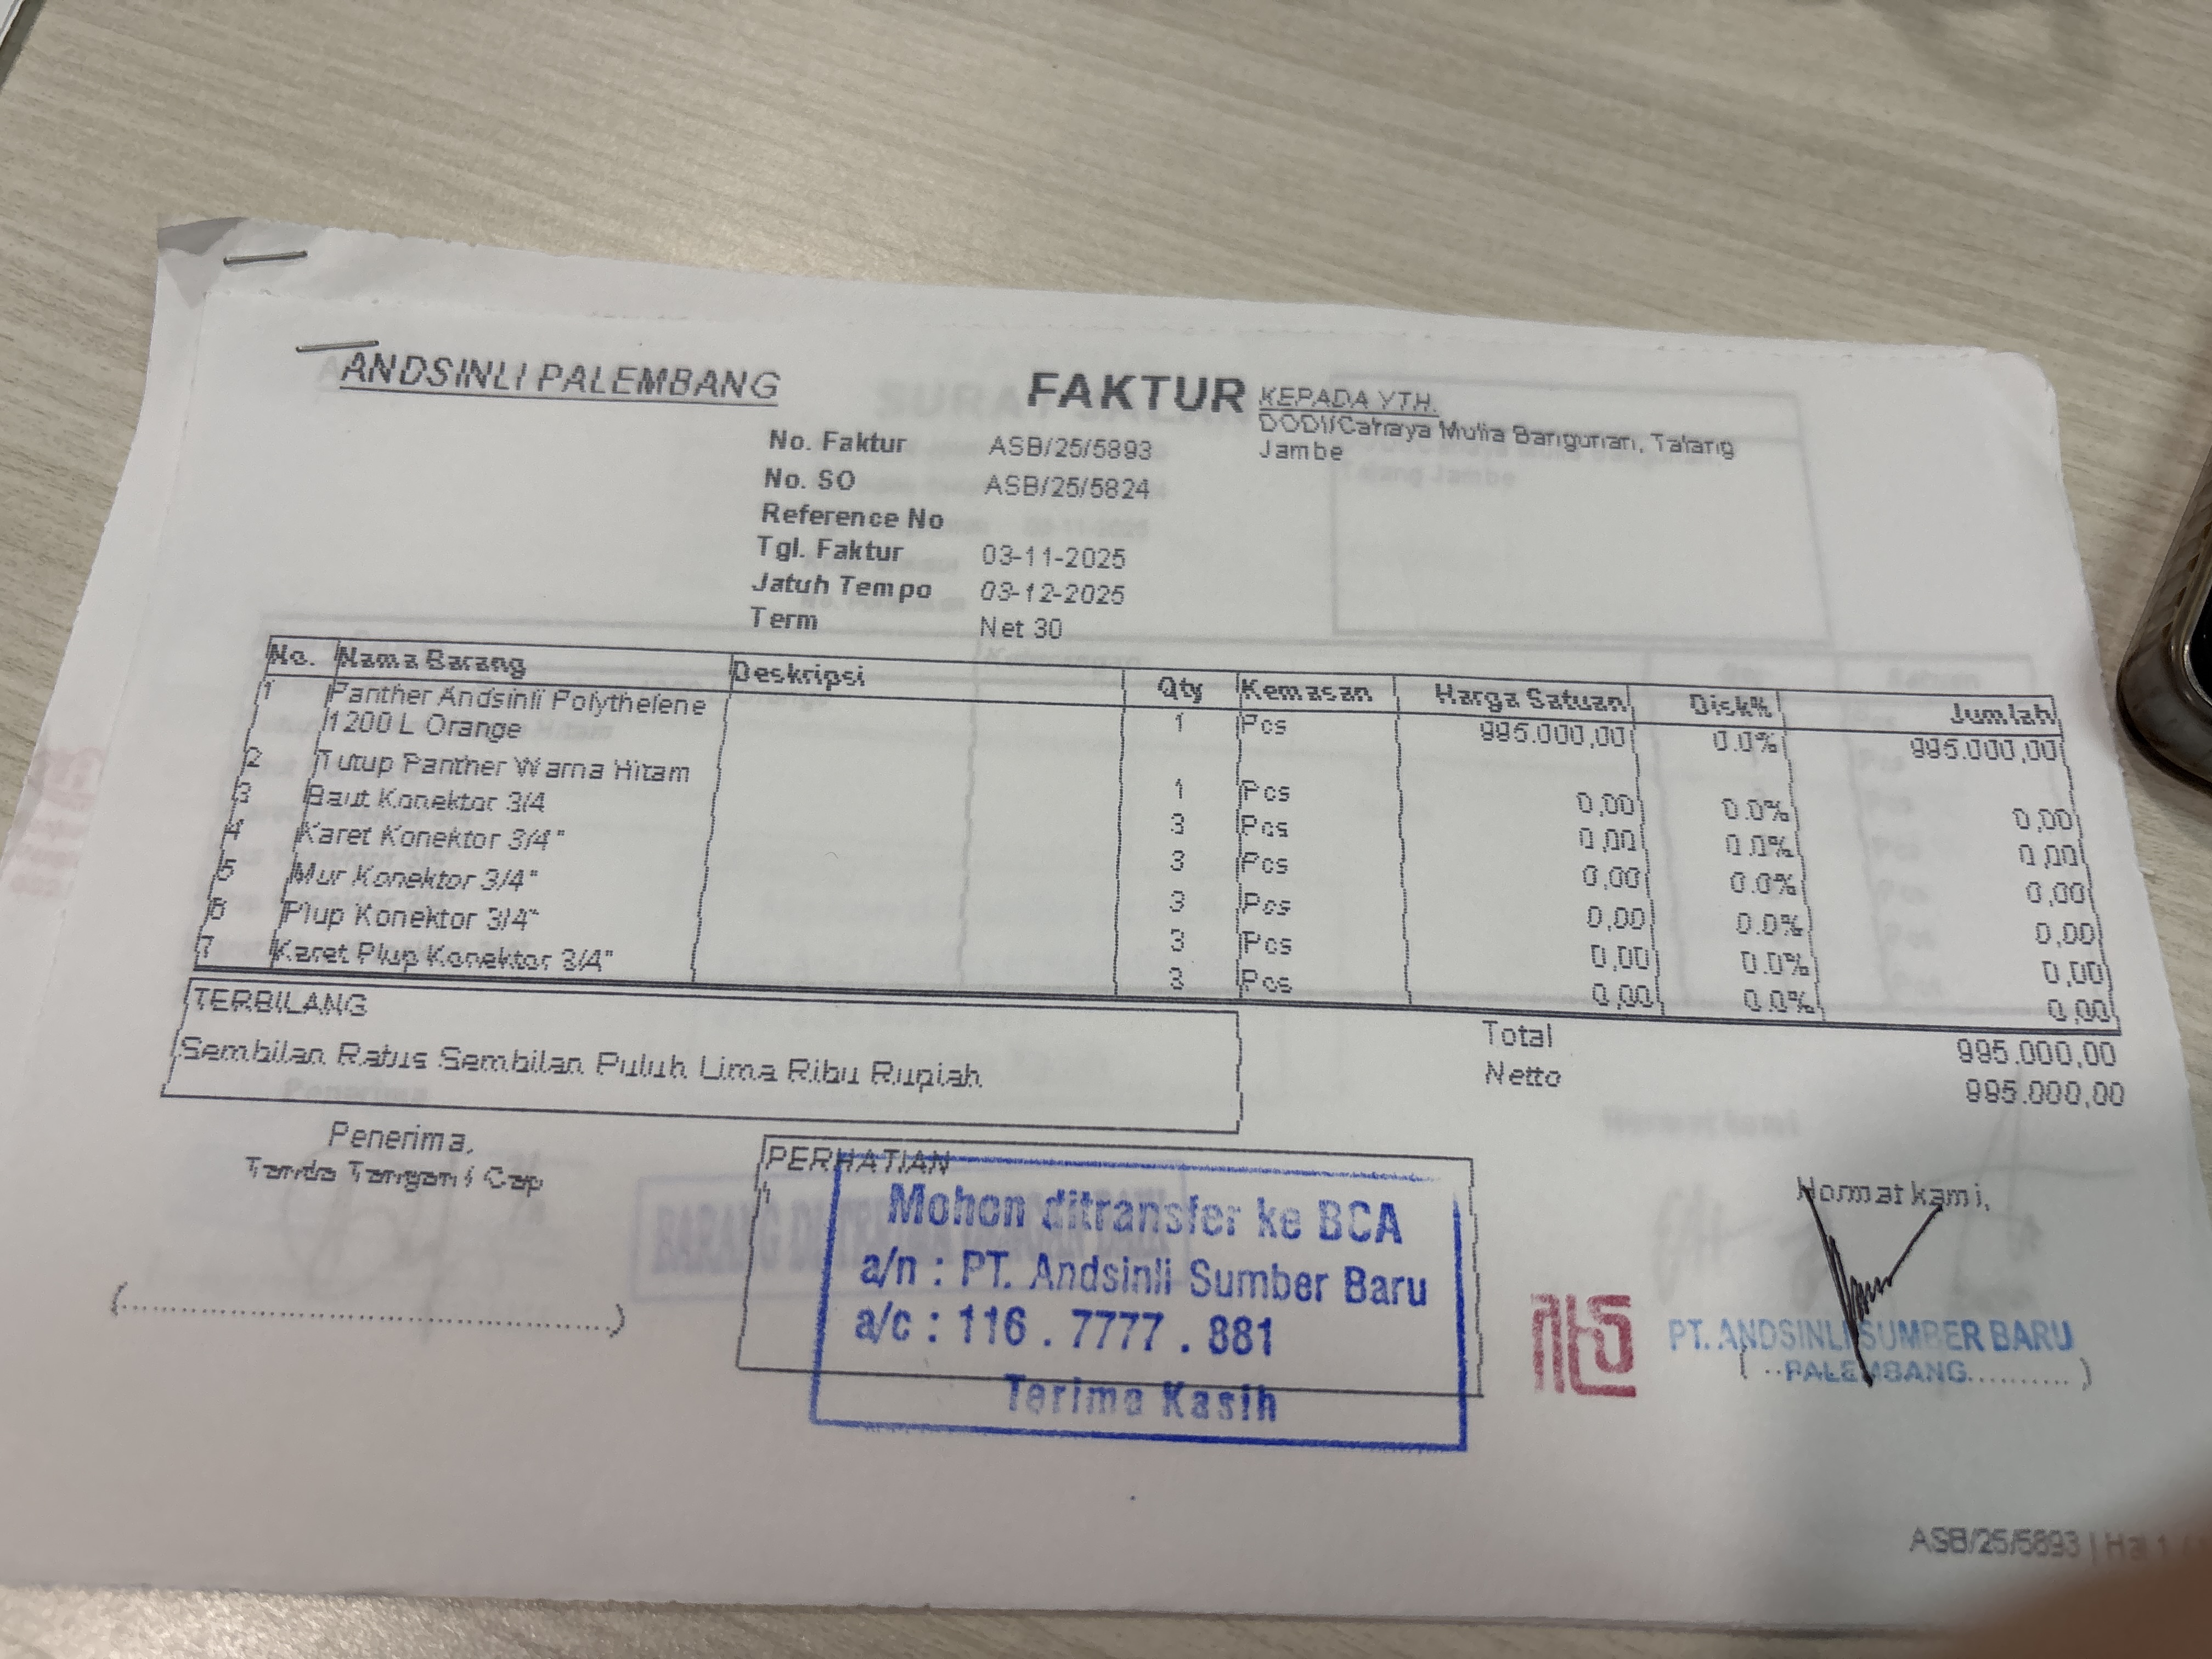 ANDSINLI PALEMBANG
FAKTUR
KEPADA YTH.
DODI/Cahaya Mulia Bangunan, Talang
Jambe
No. Faktur ASB/25/5893
No. SO ASB/25/5824
Reference No
Tgl. Faktur 03-11-2025
Jatuh Tempo 03-12-2025
Term Net 30
No. Nama Barang Deskripsi Qty Kemasan Harga Satuan Disk% Jumlah
1 Panther Andsinli Polythelene 1 Pcs 995.000,00 0.0% 995.000,00
1200 L Orange
2 Tutup Panther Warna Hitam 1 Pcs 0,00 0.0% 0,00
3 Baut Konektor 3/4 3 Pcs 0,00 0.0% 0,00
4 Karet Konektor 3/4" 3 Pcs 0,00 0.0% 0,00
5 Mur Konektor 3/4" 3 Pcs 0,00 0.0% 0,00
6 Plup Konektor 3/4" 3 Pcs 0,00 0.0% 0,00
7 Karet Plup Konektor 3/4" 3 Pcs 0,00 0.0% 0,00
TERBILANG
Sembilan Ratus Sembilan Puluh Lima Ribu Rupiah
Total 995.000,00
Netto 995.000,00
Penerima,
Tanda Tangan & Cap
(..............................)
PERHATIAN
Mohon ditransfer ke BCA
a/n : PT. Andsinli Sumber Baru
a/c : 116 . 7777 . 881
Terima Kasih
Hormat kami,
PT. ANDSINLI SUMBER BARU
PALEMBANG
ASB/25/5893 | Hal 1